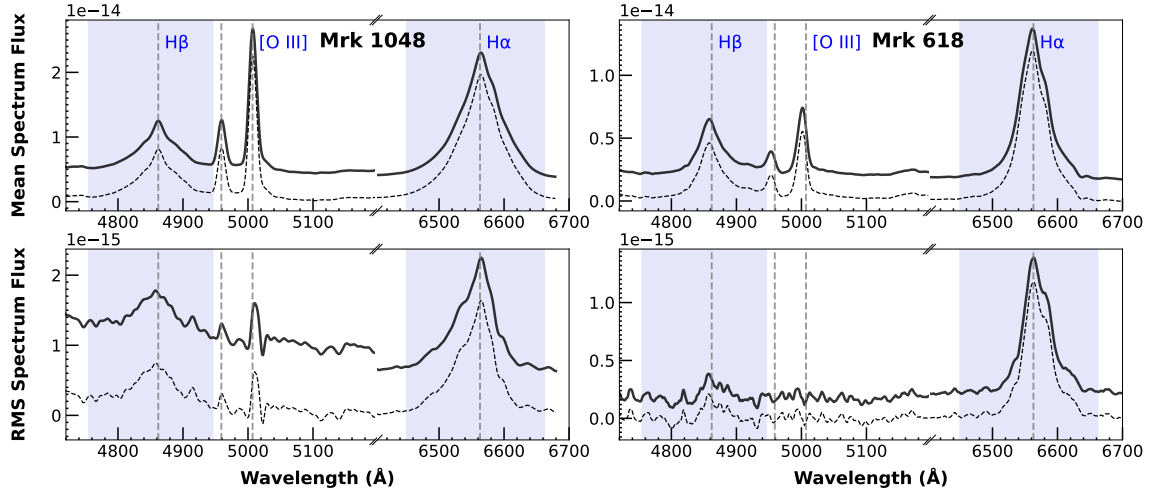 1e−14
Hβ
[O III] Mrk 1048
Hα
Mean Spectrum Flux
2
1
0
4800 4900 5000 5100 6500 6600 6700
1e−14
Hβ
[O III] Mrk 618
Hα
1.0
0.5
0.0
4800 4900 5000 5100 6500 6600 6700
1e−15
RMS Spectrum Flux
2
1
0
4800 4900 5000 5100 6500 6600 6700
Wavelength (Å)
1e−15
1.0
0.5
0.0
4800 4900 5000 5100 6500 6600 6700
Wavelength (Å)